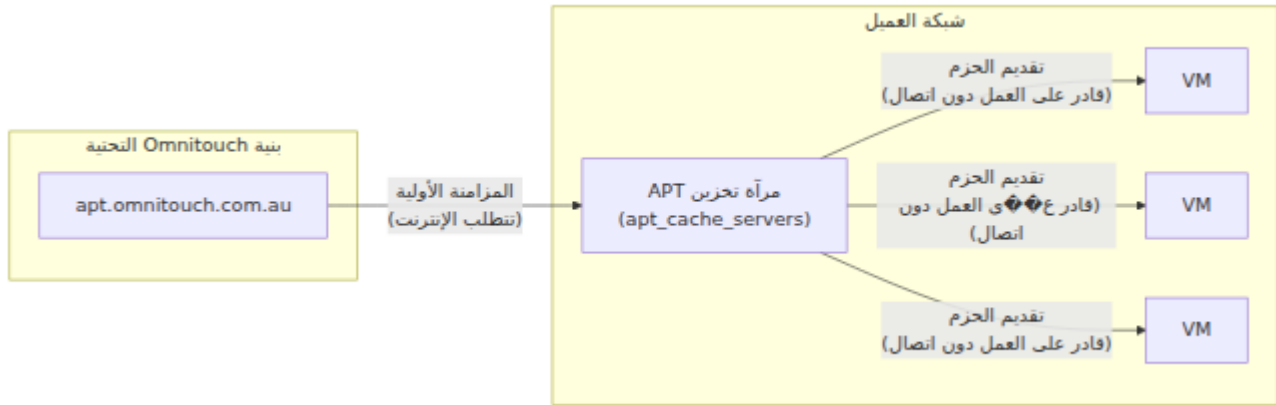 شبكة العميل
بنية Omnitouch التحتية
apt.omnitouch.com.au
المزامنة الأولية
(تتطلب الإنترنت)
مرآة تخزين APT
(apt_cache_servers)
تقديم الحزم
(قادر على العمل دون اتصال)
VM
تقديم الحزم
(قادر ع��ى العمل دون
اتصال)
VM
تقديم الحزم
(قادر على العمل دون اتصال)
VM